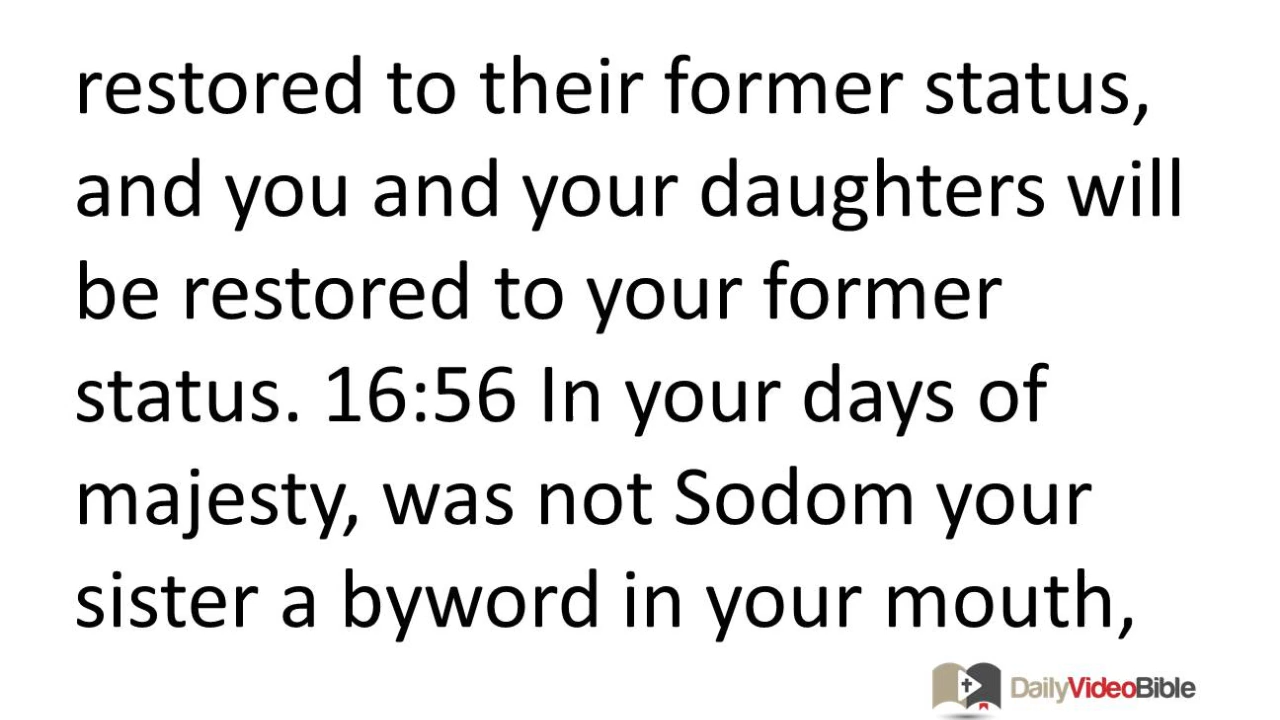 restored to their former status,
and you and your daughters will
be restored to your former
status. 16:56 In your days of
majesty, was not Sodom your
sister a byword in your mouth,
DailyVideoBible